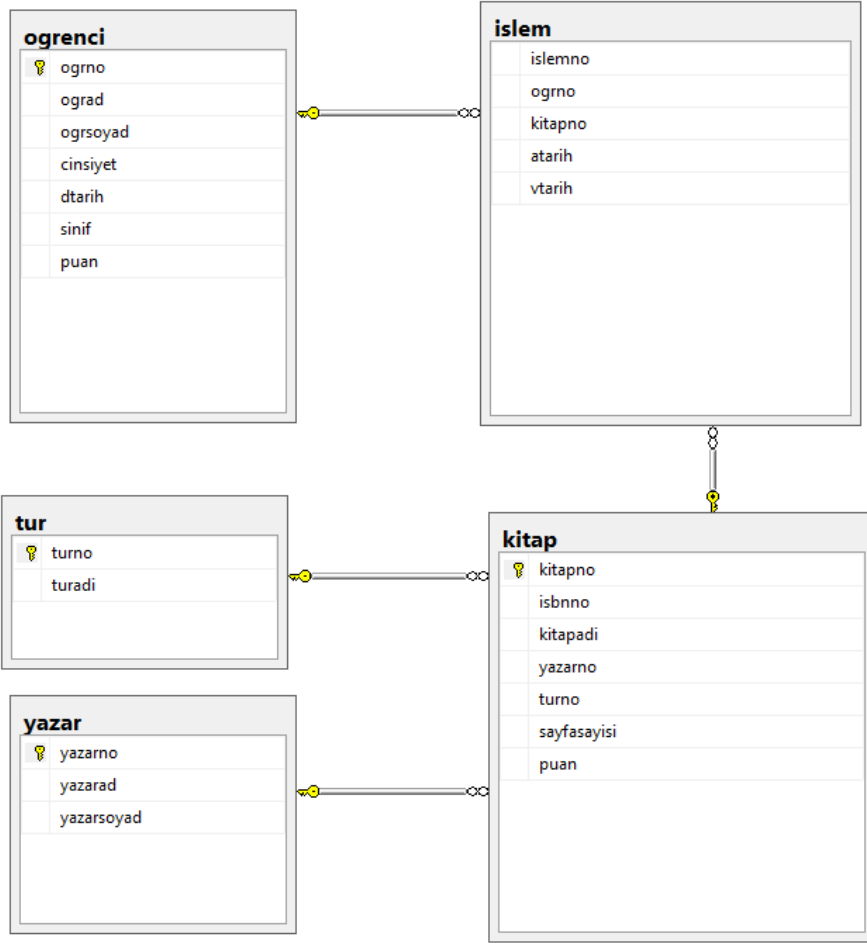 ogrenci
ogrno
ograd
ogrsoyad
cinsiyet
dtarih
sinif
puan
islem
islemno
ogrno
kitapno
atarih
vtarih
tur
turno
turadi
kitap
kitapno
isbnno
kitapadi
yazarno
turno
sayfasayisi
puan
yazar
yazarno
yazarad
yazarsoyad